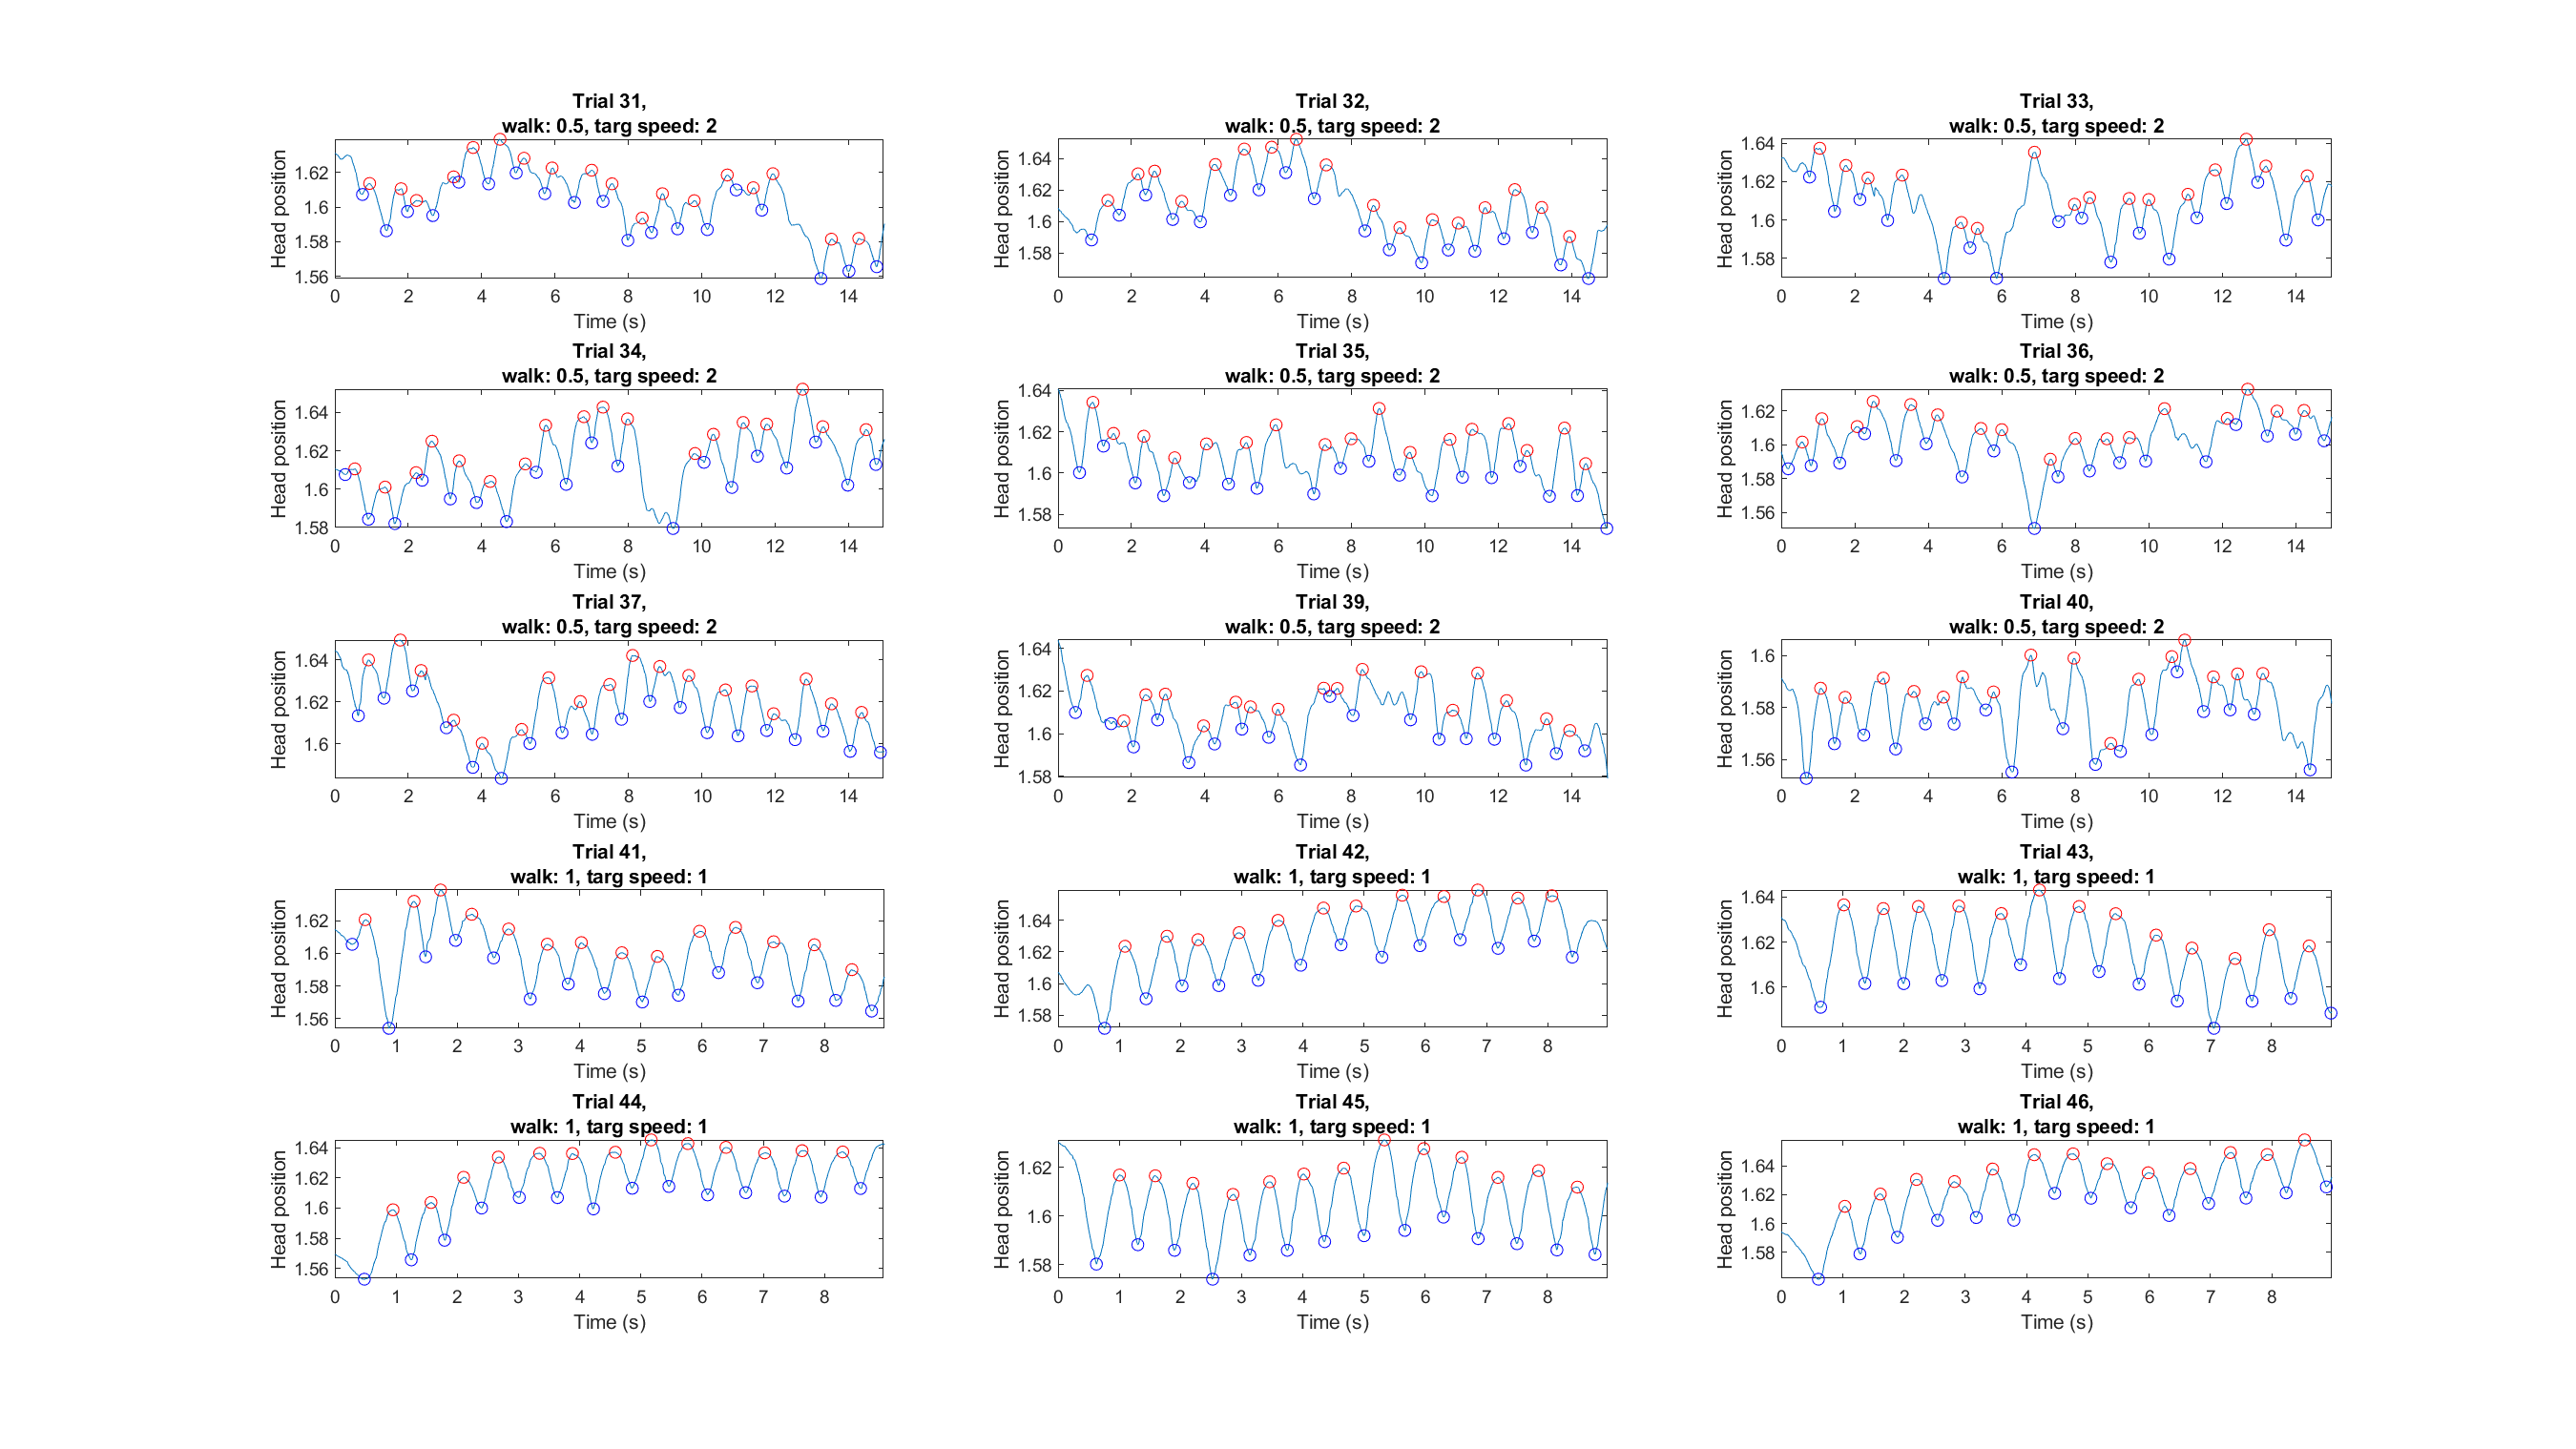 Trial 31,
walk: 0.5, targ speed: 2
Head position
1.62
1.6
1.58
1.56
0 2 4 6 8 10 12 14
Time (s)
Trial 32,
walk: 0.5, targ speed: 2
Head position
1.64
1.62
1.6
1.58
0 2 4 6 8 10 12 14
Time (s)
Trial 33,
walk: 0.5, targ speed: 2
Head position
1.64
1.62
1.6
1.58
0 2 4 6 8 10 12 14
Time (s)
Trial 34,
walk: 0.5, targ speed: 2
Head position
1.64
1.62
1.6
1.58
0 2 4 6 8 10 12 14
Time (s)
Trial 35,
walk: 0.5, targ speed: 2
Head position
1.64
1.62
1.6
1.58
0 2 4 6 8 10 12 14
Time (s)
Trial 36,
walk: 0.5, targ speed: 2
Head position
1.62
1.6
1.58
1.56
0 2 4 6 8 10 12 14
Time (s)
Trial 37,
walk: 0.5, targ speed: 2
Head position
1.64
1.62
1.6
0 2 4 6 8 10 12 14
Time (s)
Trial 39,
walk: 0.5, targ speed: 2
Head position
1.64
1.62
1.6
1.58
0 2 4 6 8 10 12 14
Time (s)
Trial 40,
walk: 0.5, targ speed: 2
Head position
1.6
1.58
1.56
0 2 4 6 8 10 12 14
Time (s)
Trial 41,
walk: 1, targ speed: 1
Head position
1.62
1.6
1.58
1.56
0 1 2 3 4 5 6 7 8
Time (s)
Trial 42,
walk: 1, targ speed: 1
Head position
1.64
1.62
1.6
1.58
0 1 2 3 4 5 6 7 8
Time (s)
Trial 43,
walk: 1, targ speed: 1
Head position
1.64
1.62
1.6
0 1 2 3 4 5 6 7 8
Time (s)
Trial 44,
walk: 1, targ speed: 1
Head position
1.64
1.62
1.6
1.58
1.56
0 1 2 3 4 5 6 7 8
Time (s)
Trial 45,
walk: 1, targ speed: 1
Head position
1.62
1.6
1.58
0 1 2 3 4 5 6 7 8
Time (s)
Trial 46,
walk: 1, targ speed: 1
Head position
1.64
1.62
1.6
1.58
0 1 2 3 4 5 6 7 8
Time (s)